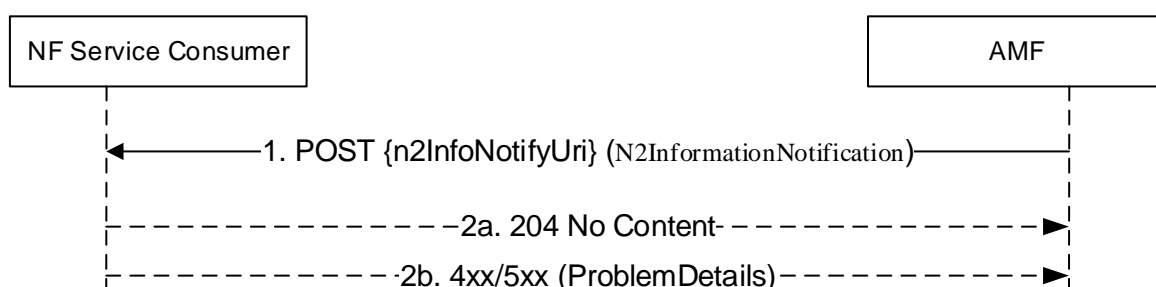 NF Service Consumer
AMF
1. POST {n2InfoNotifyUri} (N2InformationNotification)
2a. 204 No Content
2b. 4xx/5xx (ProblemDetails)